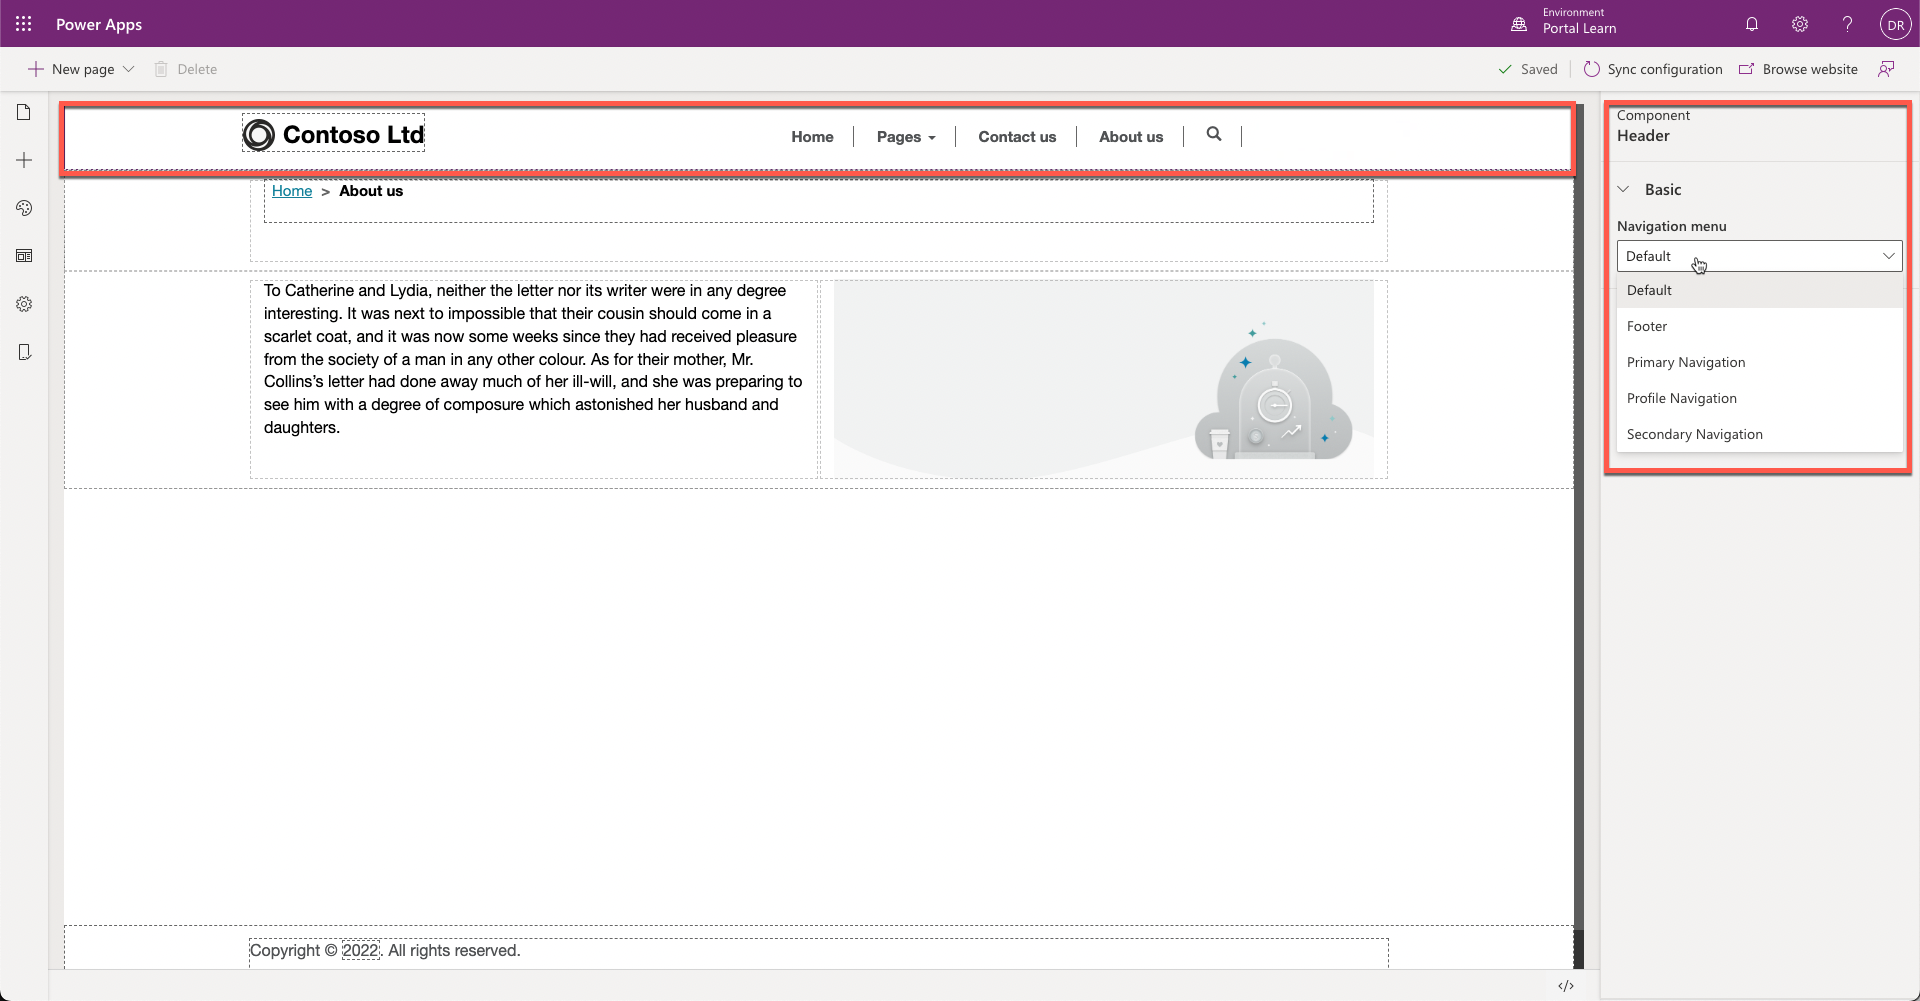 Power Apps
Environment
Portal Learn
DR
New page
Delete
Saved
Sync configuration
Browse website
Contoso Ltd
Home
Pages
Contact us
About us
Home > About us
To Catherine and Lydia, neither the letter nor its writer were in any degree
interesting. It was next to impossible that their cousin should come in a
scarlet coat, and it was now some weeks since they had received pleasure
from the society of a man in any other colour. As for their mother, Mr.
Collins’s letter had done away much of her ill-will, and she was preparing to
see him with a degree of composure which astonished her husband and
daughters.
Copyright © 2022. All rights reserved.
</>
Component
Header
Basic
Navigation menu
Default
Default
Footer
Primary Navigation
Profile Navigation
Secondary Navigation